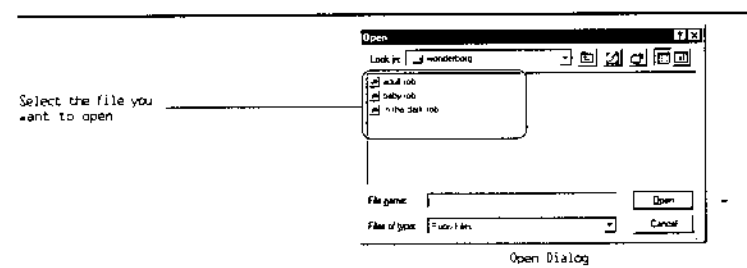 Open
Look in: wonderborg
adult.rob
baby.rob
in the dark.rob
Select the file you
want to open
File name:
Open
Files of type:
Cancel
Open Dialog